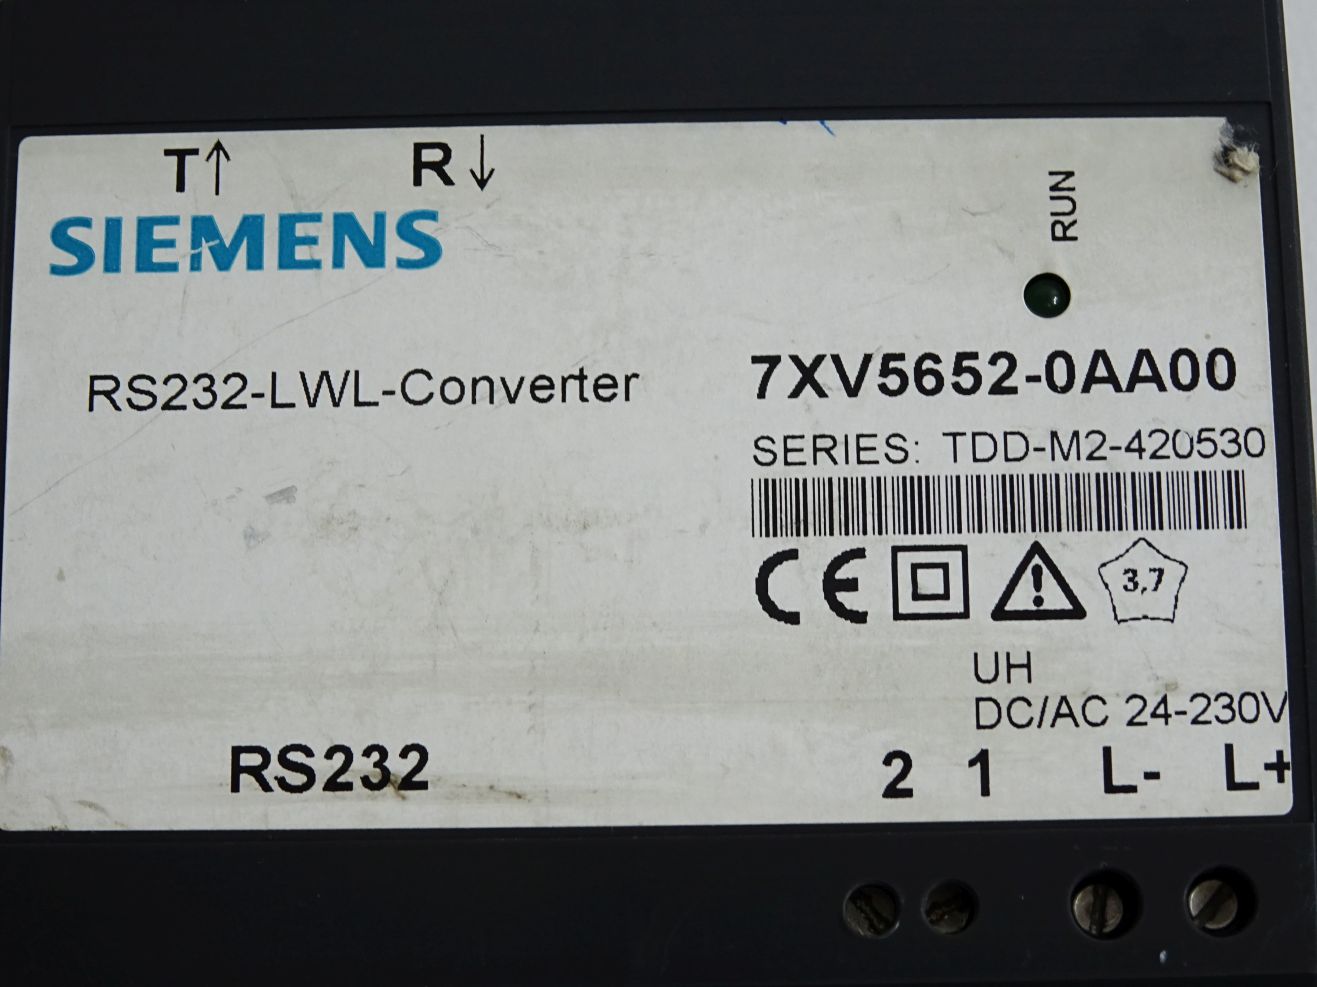 T↑ R↓
RUN
SIEMENS
RS232-LWL-Converter
7XV5652-0AA00
SERIES: TDD-M2-420530
CE
3,7
UH
DC/AC 24-230V
RS232
2 1 L- L+